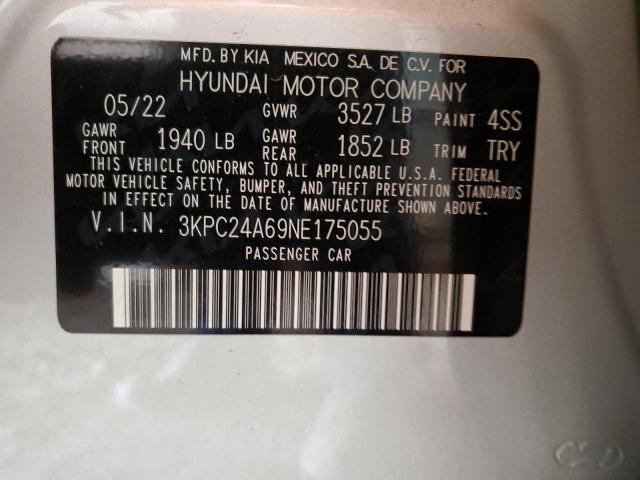 MFD. BY KIA MEXICO S.A. DE C.V. FOR
HYUNDAI MOTOR COMPANY
05/22 GVWR 3527 LB PAINT 4SS
GAWR FRONT 1940 LB GAWR REAR 1852 LB TRIM TRY
THIS VEHICLE CONFORMS TO ALL APPLICABLE U.S.A. FEDERAL
MOTOR VEHICLE SAFETY, BUMPER, AND THEFT PREVENTION STANDARDS
IN EFFECT ON THE DATE OF MANUFACTURE SHOWN ABOVE.
V.I.N. 3KPC24A69NE175055
PASSENGER CAR